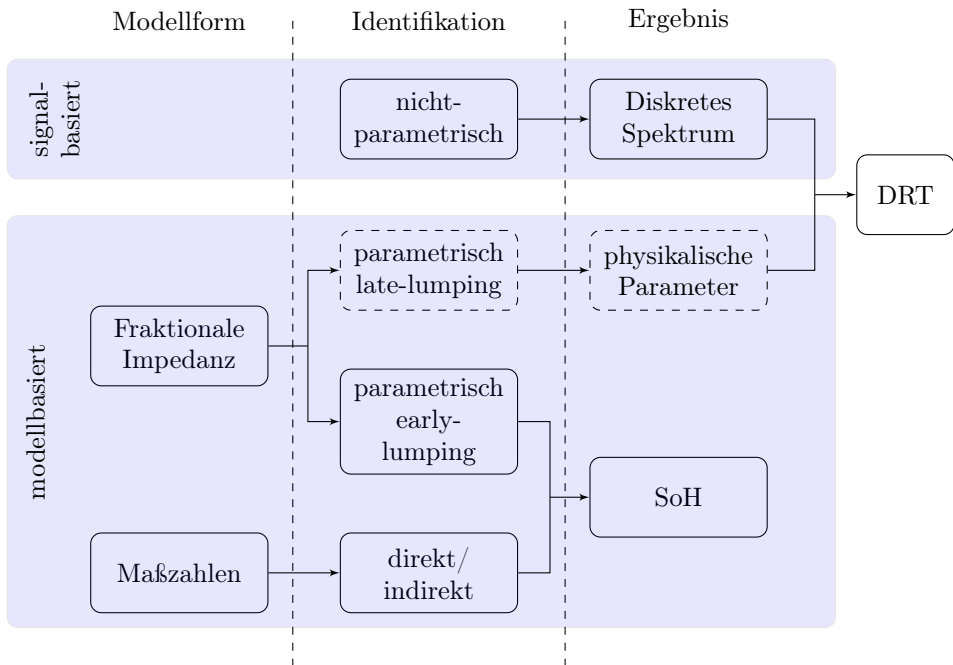 Modellform
Identifikation
Ergebnis
signal-
basiert
nicht-
parametrisch
Diskretes
Spektrum
DRT
modellbasiert
parametrisch
late-lumping
physikalische
Parameter
Fraktionale
Impedanz
parametrisch
early-
lumping
SoH
Maßzahlen
direkt/
indirekt